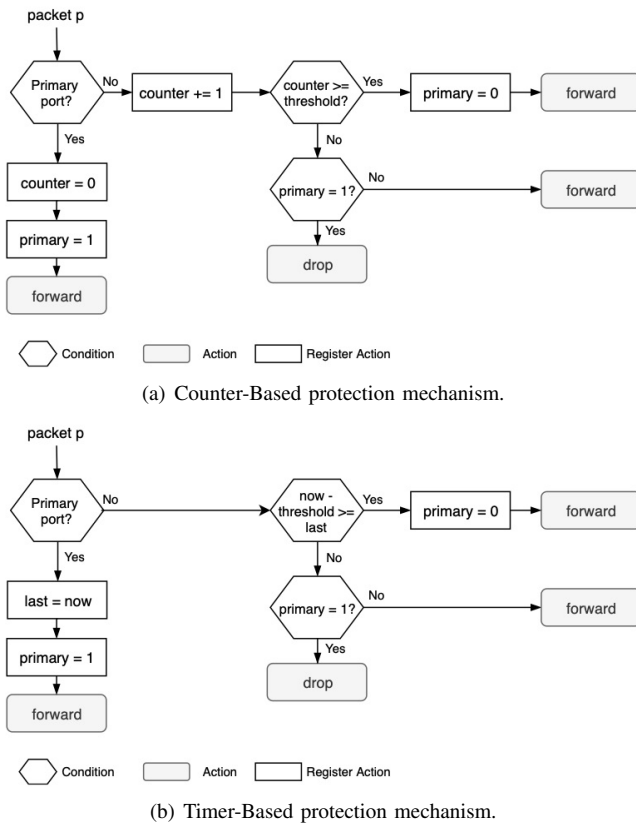 packet p
Primary
port?
No
counter += 1
counter >=
threshold?
Yes
primary = 0
forward
Yes
No
counter = 0
primary = 1?
No
forward
primary = 1
Yes
forward
drop
Condition
Action
Register Action
(a) Counter-Based protection mechanism.
packet p
Primary
port?
No
now -
threshold >=
last
Yes
primary = 0
forward
Yes
No
last = now
primary = 1?
No
forward
primary = 1
Yes
forward
drop
Condition
Action
Register Action
(b) Timer-Based protection mechanism.